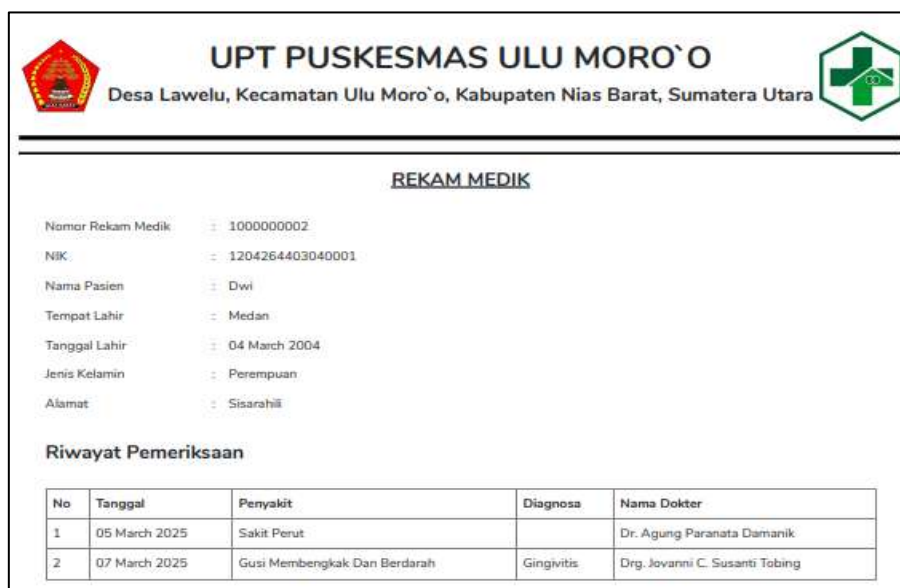 UPT PUSKESMAS ULU MORO`O
Desa Lawelu, Kecamatan Ulu Moro`o, Kabupaten Nias Barat, Sumatera Utara
REKAM MEDIK
Nomor Rekam Medik : 1000000002
NIK : 1204264403040001
Nama Pasien : Dwi
Tempat Lahir : Medan
Tanggal Lahir : 04 March 2004
Jenis Kelamin : Perempuan
Alamat : Sisarahili
Riwayat Pemeriksaan
No Tanggal Penyakit Diagnosa Nama Dokter
1 05 March 2025 Sakit Perut Dr. Agung Paranata Damanik
2 07 March 2025 Gusi Membengkak Dan Berdarah Gingivitis Drg. Jovanni C. Susanti Tobing